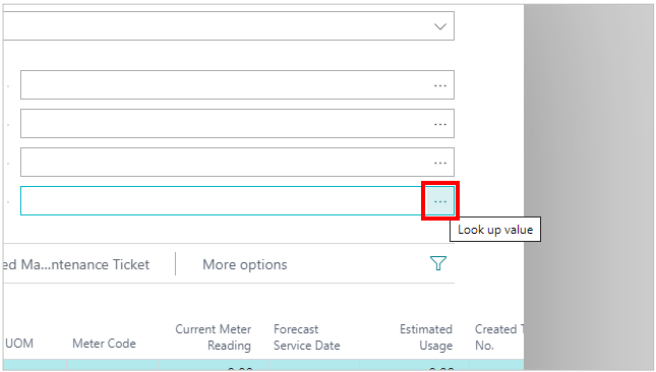 ...
...
...
...
Look up value
ed Ma...ntenance Ticket More options
Current Meter Forecast Estimated Created
UOM Meter Code Reading Service Date Usage No.